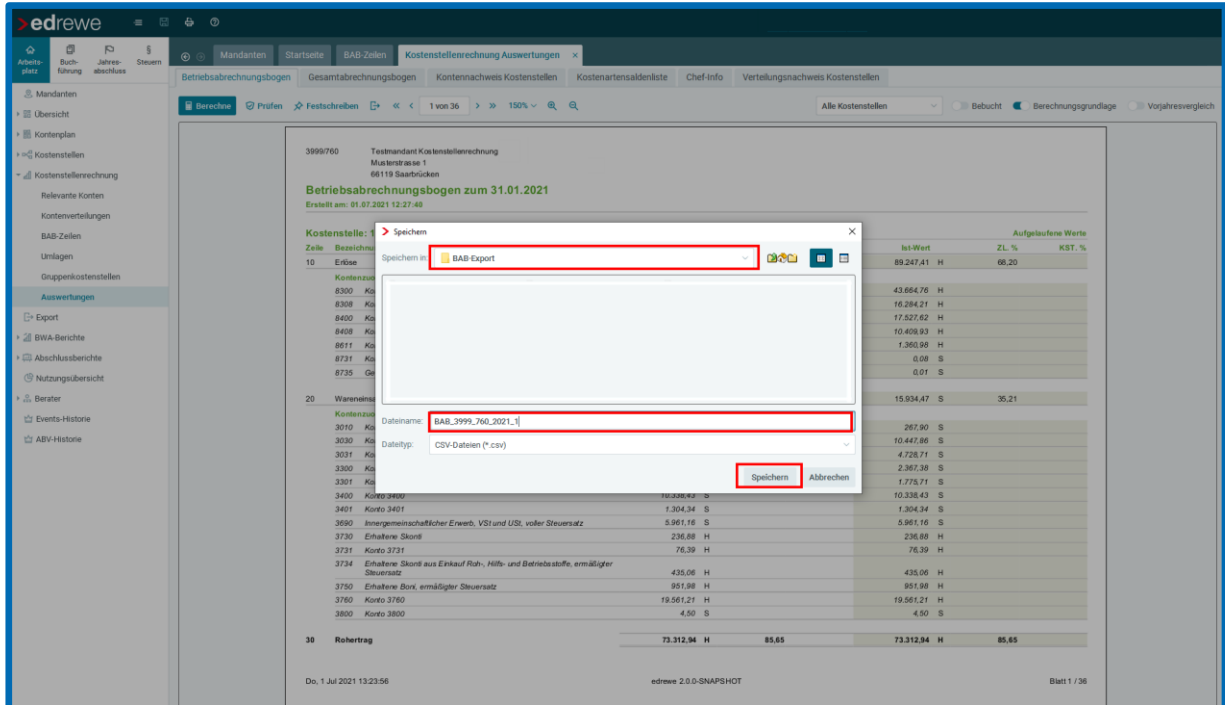 edrewe
Arbeits-platz
Buch-führung
Jahres-abschluss
§ Steuern
Mandanten
Startseite
BAB-Zeilen
Kostenstellenrechnung Auswertungen ×
Betriebsabrechnungsbogen
Gesamtabrechnungsbogen
Kontennachweis Kostenstellen
Kostenartensaldenliste
Chef-Info
Verteilungsnachweis Kostenstellen
Mandanten
Übersicht
Kontenplan
Kostenstellen
Kostenstellenrechnung
Relevante Konten
Kontenverteilungen
BAB-Zeilen
Umlagen
Gruppenkostenstellen
Auswertungen
Export
BWA-Berichte
Abschlussberichte
Nutzungsübersicht
Berater
Events-Historie
ABV-Historie
Berechne Prüfen Festschreiben 1 von 36 150% Alle Kostenstellen Bebucht Berechnungsgrundlage Vorjahresvergleich
3999/760 Testmandant Kostenstellenrechnung
Musterstrasse 1
66119 Saarbrücken
Betriebsabrechnungsbogen zum 31.01.2021
Erstellt am: 01.07.2021 12:27:40
Kostenstelle: 1
Aufgelaufene Werte
Zeile Ist-Wert ZL. % KST. %
10 Erlöse 89.247,41 H 68,20
8300 43.664,76 H
8308 16.284,21 H
8400 17.527,62 H
8408 10.409,93 H
8611 1.360,98 H
8731 0,08 S
8735 0,01 S
20 15.934,47 S 35,21
3010 267,90 S
3030 10.447,86 S
3031 4.728,71 S
3300 2.367,38 S
3301 1.775,71 S
3400 Konto 3400 10.338,43 S 10.338,43 S
3401 Konto 3401 1.304,34 S 1.304,34 S
3690 Innergemeinschaftlicher Erwerb, VSt und USt, voller Steuersatz 5.961,16 S 5.961,16 S
3730 Erhaltene Skonti 236,88 H 236,88 H
3731 Konto 3731 76,39 H 76,39 H
3734 Erhaltene Skonti aus Einkauf Roh-, Hilfs- und Betriebsstoffe, ermäßigter
Steuersatz 435,06 H 435,06 H
3750 Erhaltene Boni, ermäßigter Steuersatz 951,98 H 951,98 H
3760 Konto 3760 19.561,21 H 19.561,21 H
3800 Konto 3800 4,50 S 4,50 S
30 Rohertrag 73.312,94 H 85,65 73.312,94 H 85,65
Do, 1 Jul 2021 13:23:56 edrewe 2.0.0-SNAPSHOT Blatt 1 / 36
Speichern ×
Speichern in: BAB-Export
Dateiname: BAB_3999_760_2021_1
Dateityp: CSV-Dateien (*.csv)
Speichern Abbrechen